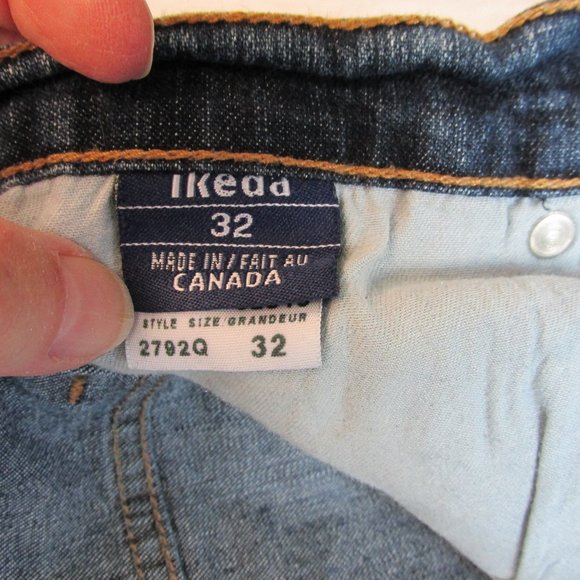 ikeda
32
MADE IN / FAIT AU
CANADA
STYLE SIZE GRANDEUR
2792Q 32